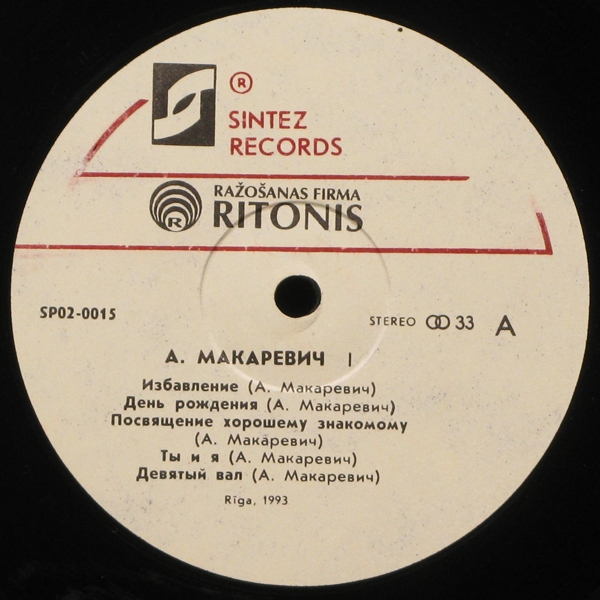 ®
SINTEZ
RECORDS
RAŽOŠANAS FIRMA
RITONIS
R
SP02-0015
STEREO 33 A
А. МАКАРЕВИЧ I
Избавление (А. Макаревич)
День рождения (А. Макаревич)
Посвящение хорошему знакомому
(А. Макаревич)
Ты и я (А. Макаревич)
Девятый вал (А. Макаревич)
Rīga, 1993